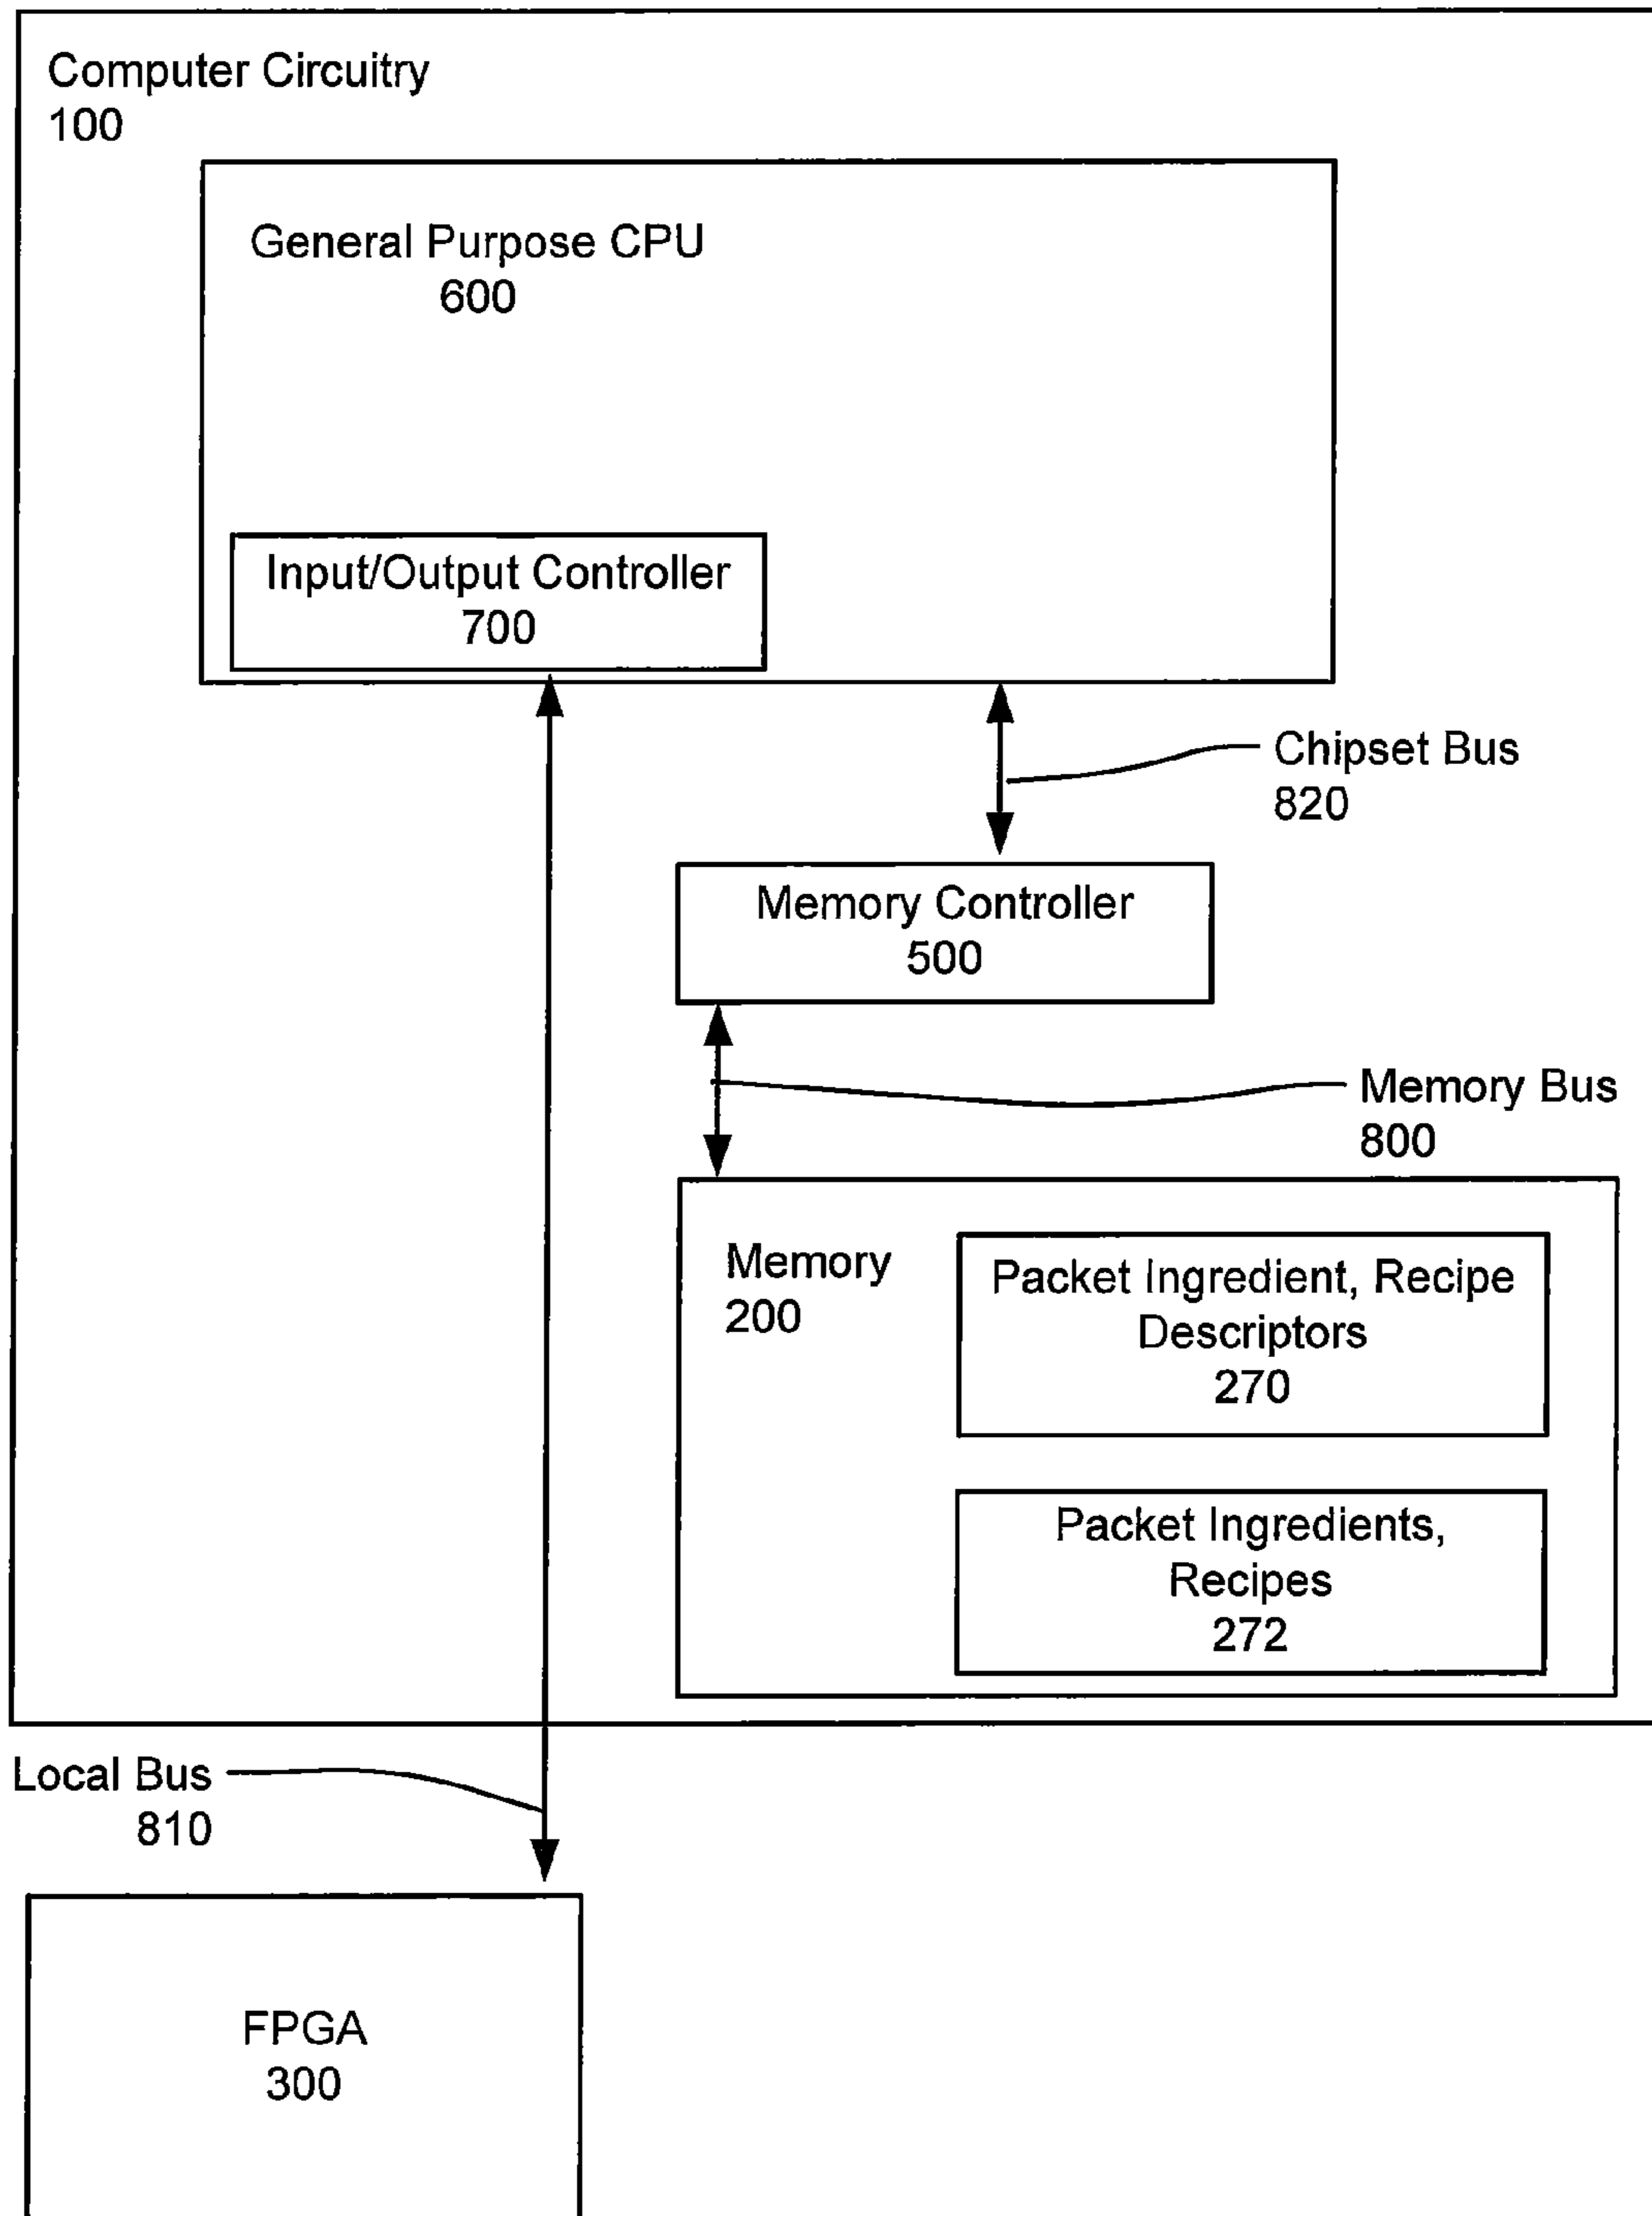 Computer Circuitry
100
General Purpose CPU
600
Input/Output Controller
700
Chipset Bus
820
Memory Controller
500
Memory Bus
800
Memory
200
Packet Ingredient, Recipe
Descriptors
270
Packet Ingredients,
Recipes
272
Local Bus
810
FPGA
300